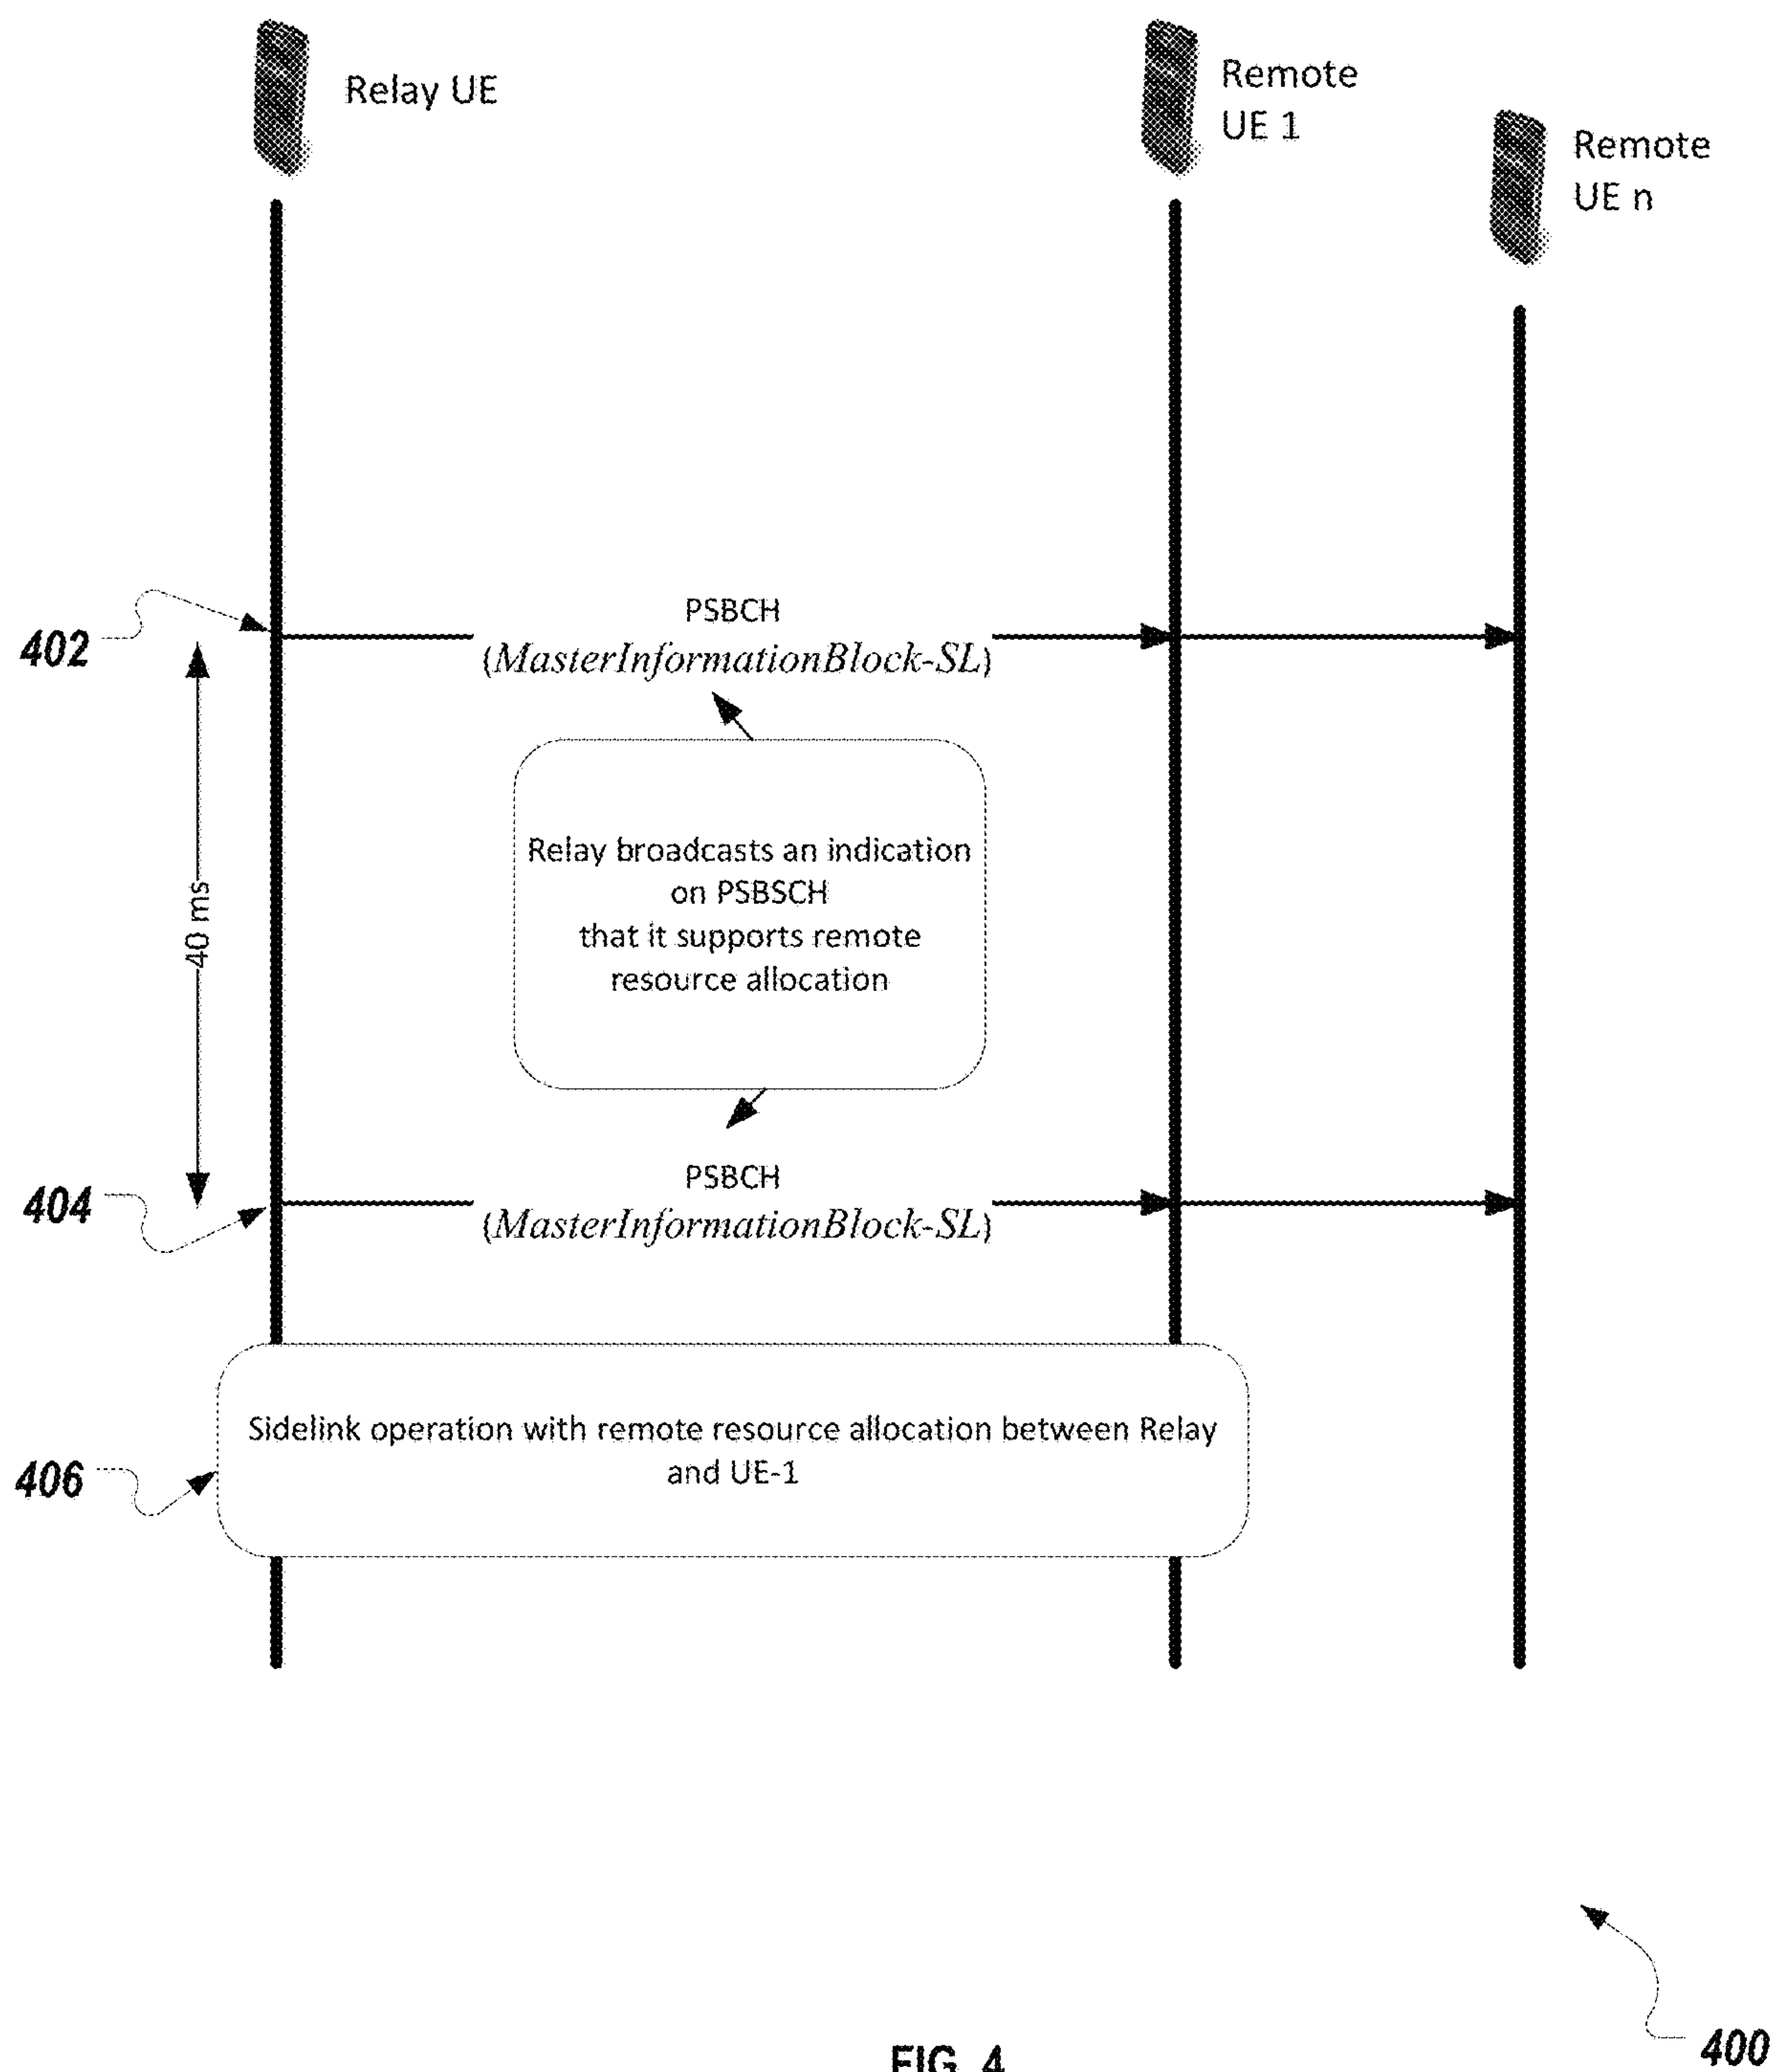 Relay UE
Remote
UE 1
Remote
UE n
402
PSBCH
(MasterInformationBlock-SL)
40 ms
Relay broadcasts an indication
on PSBSCH
that it supports remote
resource allocation
404
PSBCH
(MasterInformationBlock-SL)
406
Sidelink operation with remote resource allocation between Relay
and UE-1
400
FIG. 4